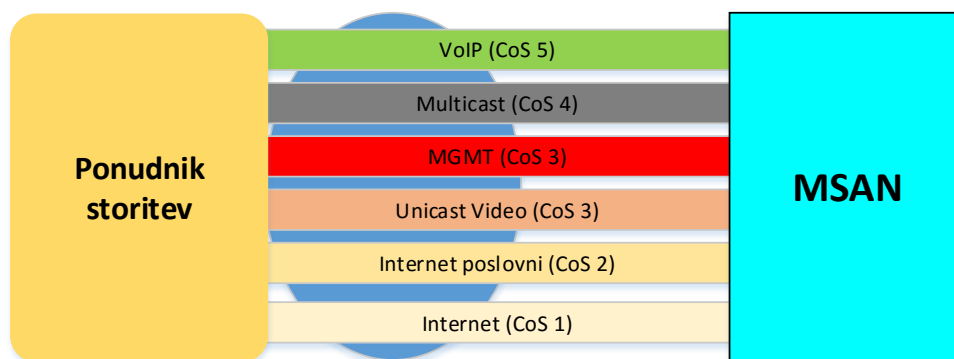 Ponudnik
storitev
VoIP (CoS 5)
Multicast (CoS 4)
MGMT (CoS 3)
Unicast Video (CoS 3)
Internet poslovni (CoS 2)
Internet (CoS 1)
MSAN